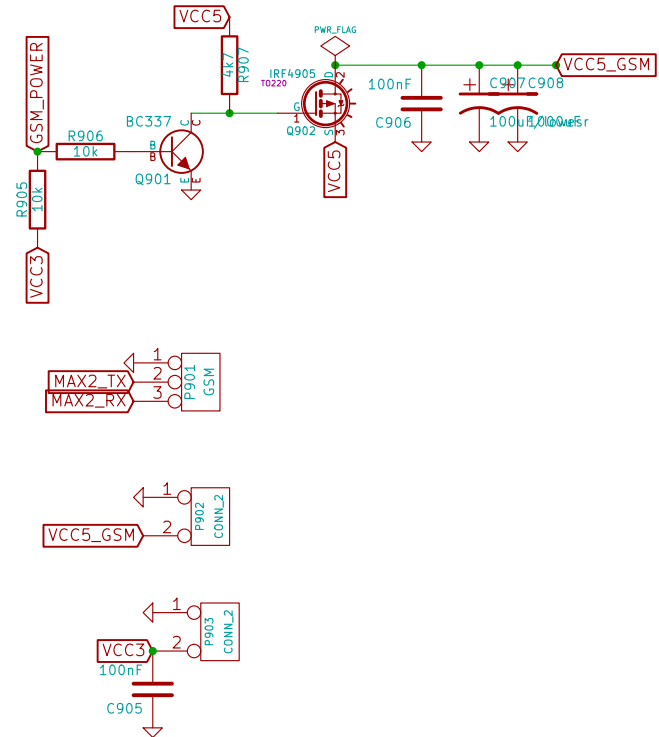 VCC5
PWR_FLAG
GSM_POWER
4k7
R907
IRF4905
TO220
D
2
VCC5_GSM
100nF
C907
C908
R906
BC337
C
C
G
1
Q902
S
3
C906
100uF/lowesr
10k
B
B
Q901
E
E
VCC5
R905
10k
VCC3
1
MAX2_TX
2
MAX2_RX
3
P901
GSM
1
VCC5_GSM
2
P902
CONN_2
1
VCC3
2
P903
CONN_2
100nF
C905